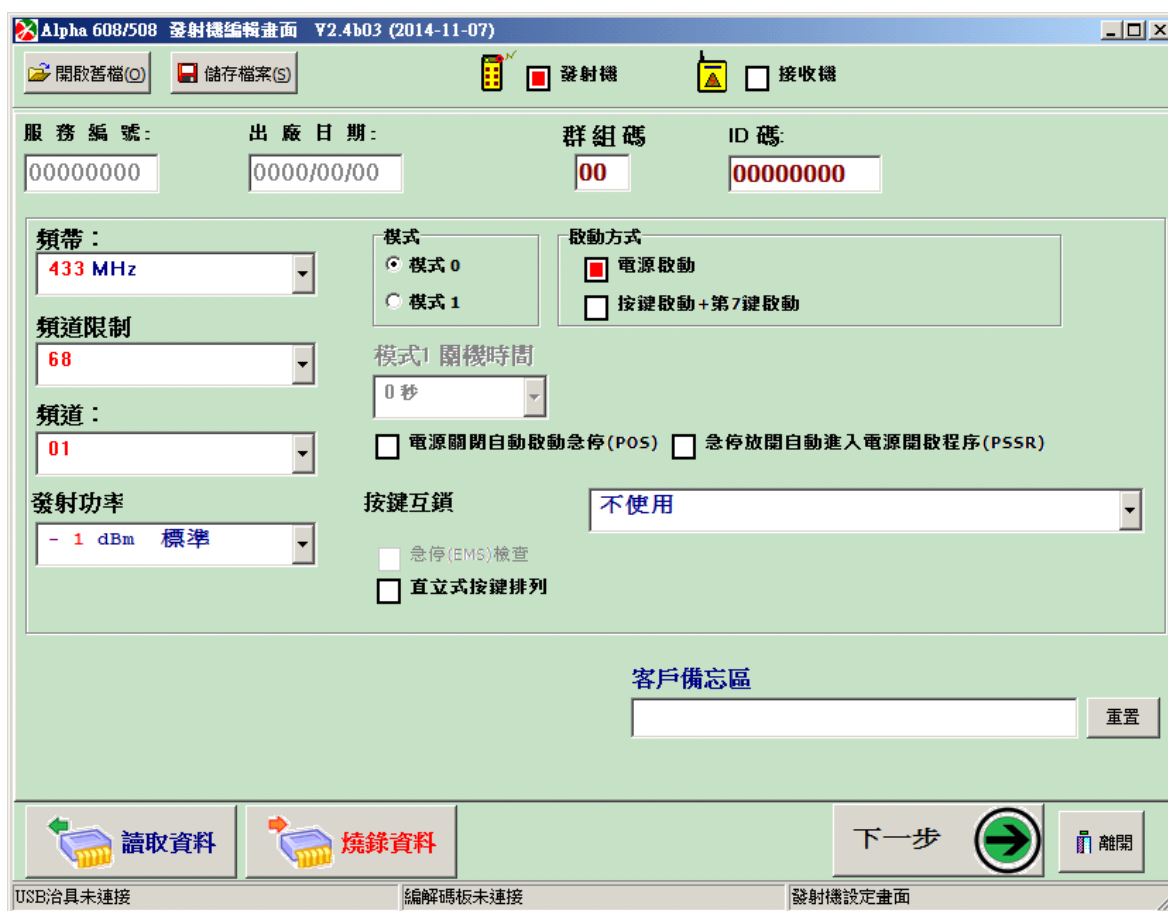 Alpha 608/508 發射機編輯畫面 V2.4b03 (2014-11-07)
開啟舊檔(O) 儲存檔案(S) 發射機 接收機
服務編號: 出廠日期: 群組碼 ID 碼:
00000000 0000/00/00 00 00000000
頻帶： 模式 啟動方式
433 MHz 模式 0 電源啟動
模式 1 按鍵啟動+第7鍵啟動
頻道限制
68 模式1 關機時間
0 秒
頻道：
01 電源關閉自動啟動急停(POS) 急停放開自動進入電源開啟程序(PSSR)
發射功率 按鍵互鎖 不使用
- 1 dBm 標準
急停(EMS)檢查
直立式按鍵排列
客戶備忘區
重置
讀取資料 燒錄資料 下一步 離開
USB治具未連接 編解碼板未連接 發射機設定畫面